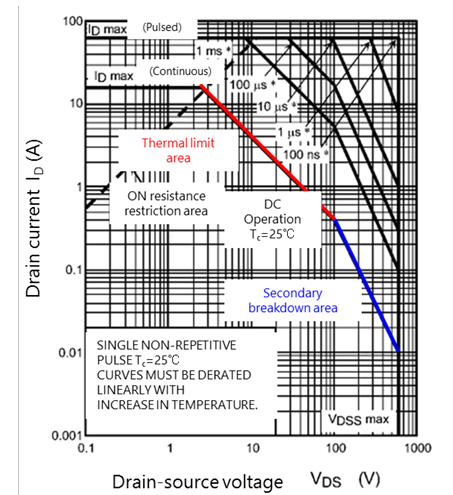 100
ID max (Pulsed)
1 ms *
ID max (Continuous)
100 μs *
10
10 μs *
1 μs *
100 ns *
Thermal limit
area
1
ON resistance
restriction area
DC
Operation
Tc=25℃
Drain current ID (A)
0.1
Secondary
breakdown area
SINGLE NON-REPETITIVE
PULSE Tc=25℃
CURVES MUST BE DERATED
LINEARLY WITH
INCREASE IN TEMPERATURE.
0.01
VDSS max
0.001
0.1 1 10 100 1000
Drain-source voltage VDS (V)